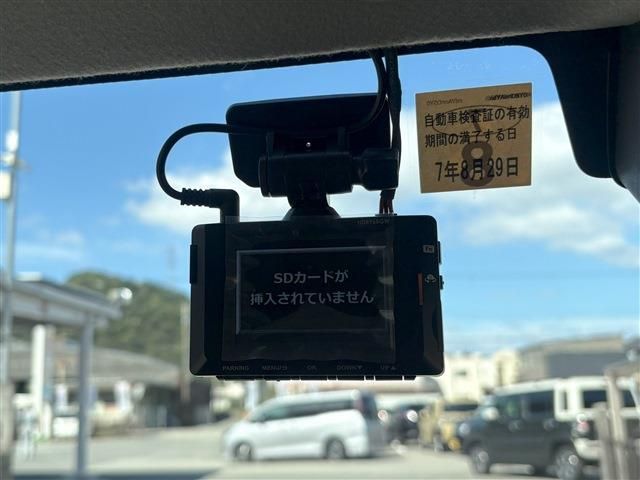 自動車検査証の有効
期間の満了する日
8
7年8月29日
SDカードが
挿入されていません
PARKING
MENU
OK
DOWN▼
UP▲